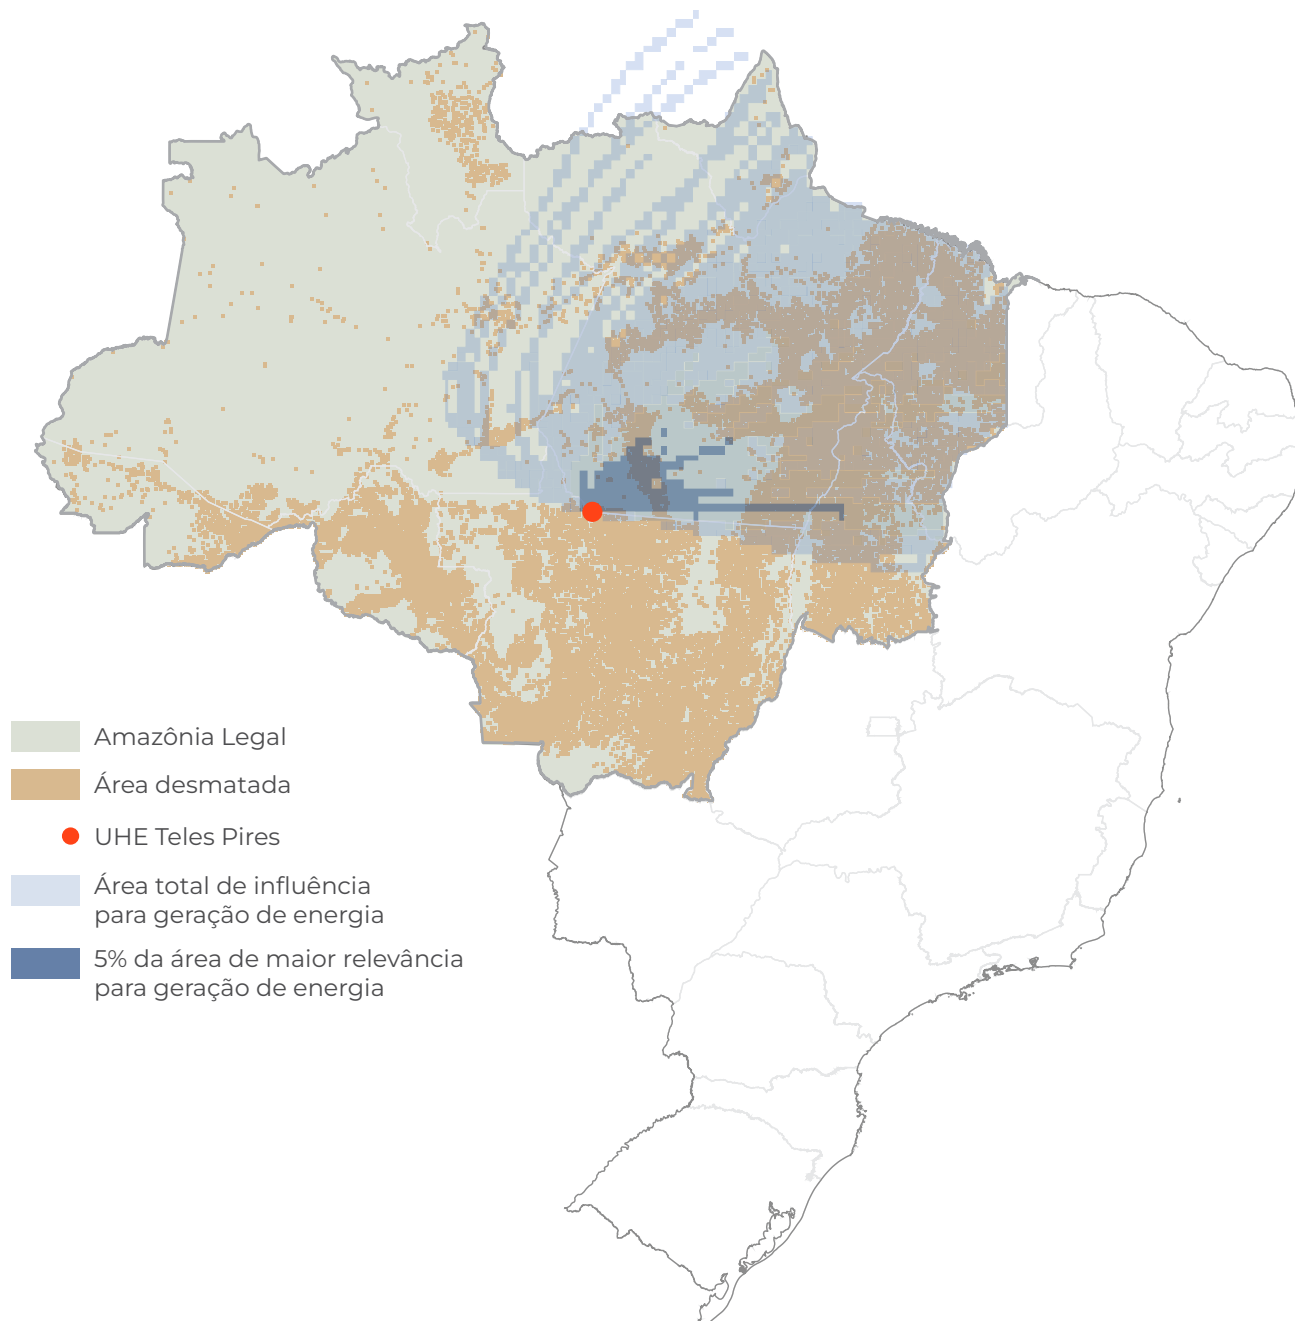 Amazônia Legal
Área desmatada
UHE Teles Pires
Área total de influência
para geração de energia
5% da área de maior relevância
para geração de energia